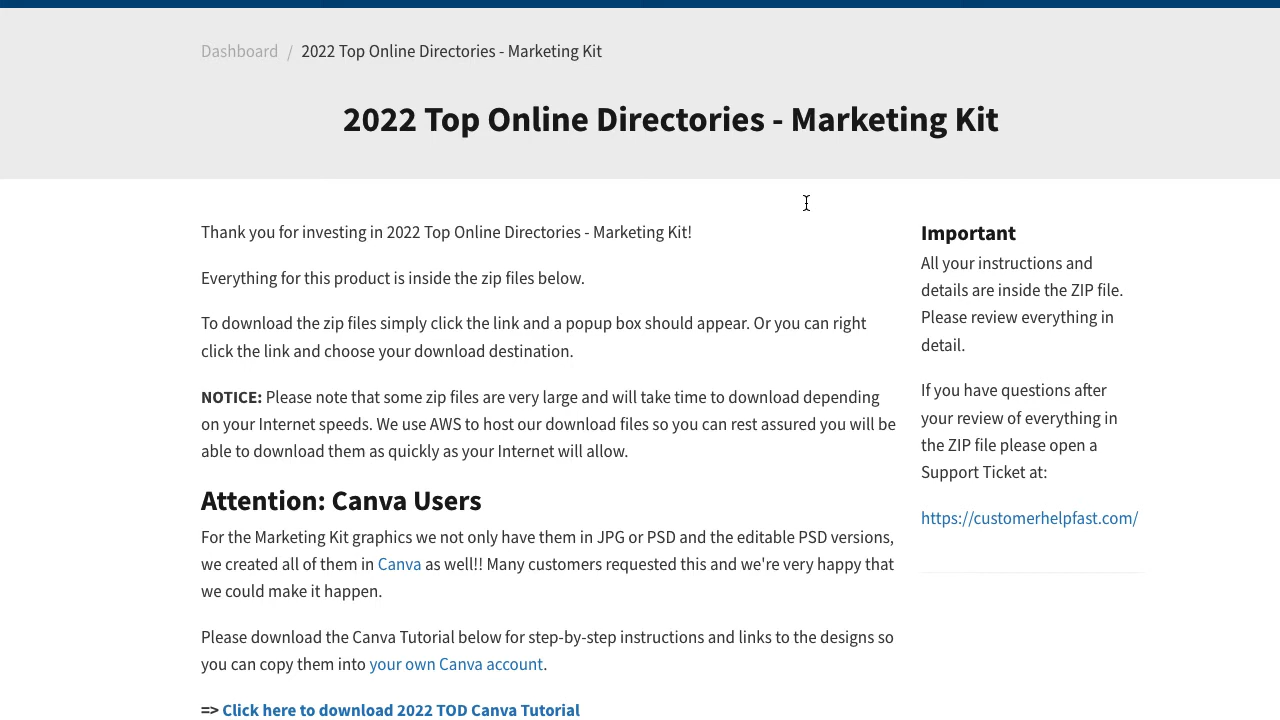 Dashboard / 2022 Top Online Directories - Marketing Kit
2022 Top Online Directories - Marketing Kit
Thank you for investing in 2022 Top Online Directories - Marketing Kit!
Everything for this product is inside the zip files below.
To download the zip files simply click the link and a popup box should appear. Or you can right
click the link and choose your download destination.
NOTICE: Please note that some zip files are very large and will take time to download depending
on your Internet speeds. We use AWS to host our download files so you can rest assured you will be
able to download them as quickly as your Internet will allow.
Attention: Canva Users
For the Marketing Kit graphics we not only have them in JPG or PSD and the editable PSD versions,
we created all of them in Canva as well!! Many customers requested this and we're very happy that
we could make it happen.
Please download the Canva Tutorial below for step-by-step instructions and links to the designs so
you can copy them into your own Canva account.
=> Click here to download 2022 TOD Canva Tutorial
Important
All your instructions and
details are inside the ZIP file.
Please review everything in
detail.
If you have questions after
your review of everything in
the ZIP file please open a
Support Ticket at:
https://customerhelpfast.com/